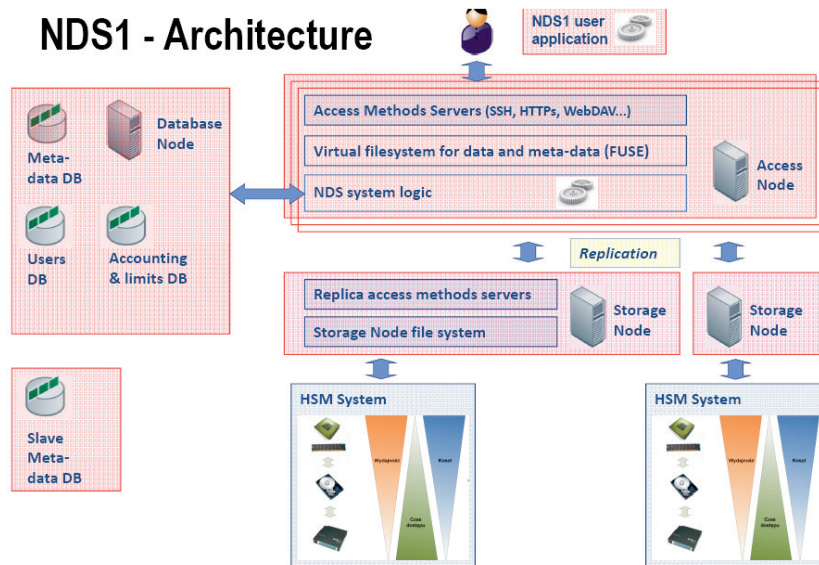 NDS1 - Architecture
NDS1 user
application
Meta-
data DB
Database
Node
Users
DB
Accounting
& limits DB
Access Methods Servers (SSH, HTTPs, WebDAV...)
Virtual filesystem for data and meta-data (FUSE)
NDS system logic
Access
Node
Replication
Replica access methods servers
Storage Node file system
Storage
Node
Storage
Node
Slave
Meta-
data DB
HSM System
Wydajność
Koszt
Czas
dostępu
HSM System
Wydajność
Koszt
Czas
dostępu